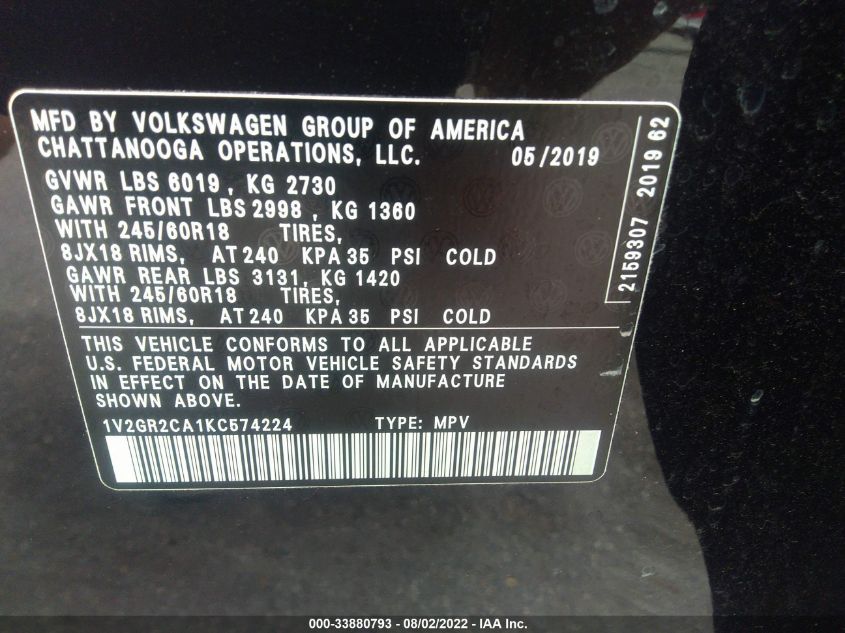 MFD BY VOLKSWAGEN GROUP OF AMERICA
CHATTANOOGA OPERATIONS, LLC. 05/2019
GVWR LBS 6019, KG 2730
GAWR FRONT LBS 2998, KG 1360
WITH 245/60R18 TIRES,
8JX18 RIMS, AT 240 KPA 35 PSI COLD
GAWR REAR LBS 3131, KG 1420
WITH 245/60R18 TIRES,
8JX18 RIMS, AT 240 KPA 35 PSI COLD
2159307 2019 62
THIS VEHICLE CONFORMS TO ALL APPLICABLE
U.S. FEDERAL MOTOR VEHICLE SAFETY STANDARDS
IN EFFECT ON THE DATE OF MANUFACTURE
SHOWN ABOVE.
1V2GR2CA1KC574224 TYPE: MPV
000-33880793 - 08/02/2022 - IAA Inc.